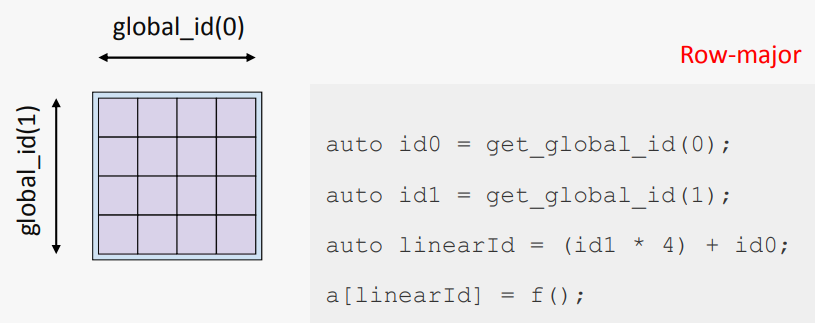 global_id(0)
Row-major
global_id(1)
auto id0 = get_global_id(0);
auto id1 = get_global_id(1);
auto linearId = (id1 * 4) + id0;
a[linearId] = f();